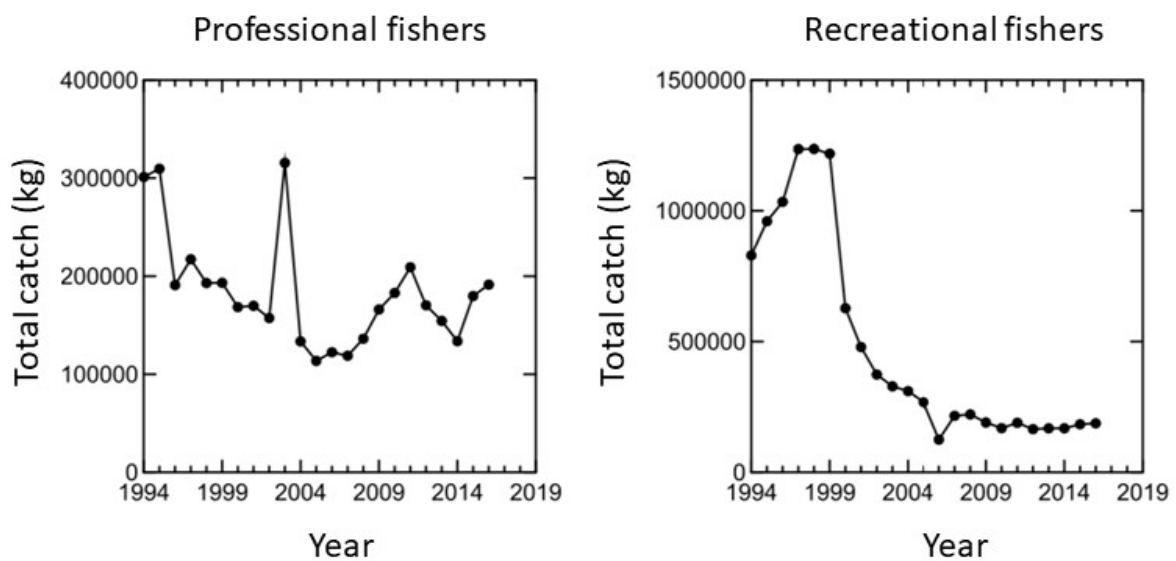 Professional fishers
Total catch (kg)
400000
300000
200000
100000
0
1994 1999 2004 2009 2014 2019
Year
Recreational fishers
Total catch (kg)
1500000
1000000
500000
0
1994 1999 2004 2009 2014 2019
Year